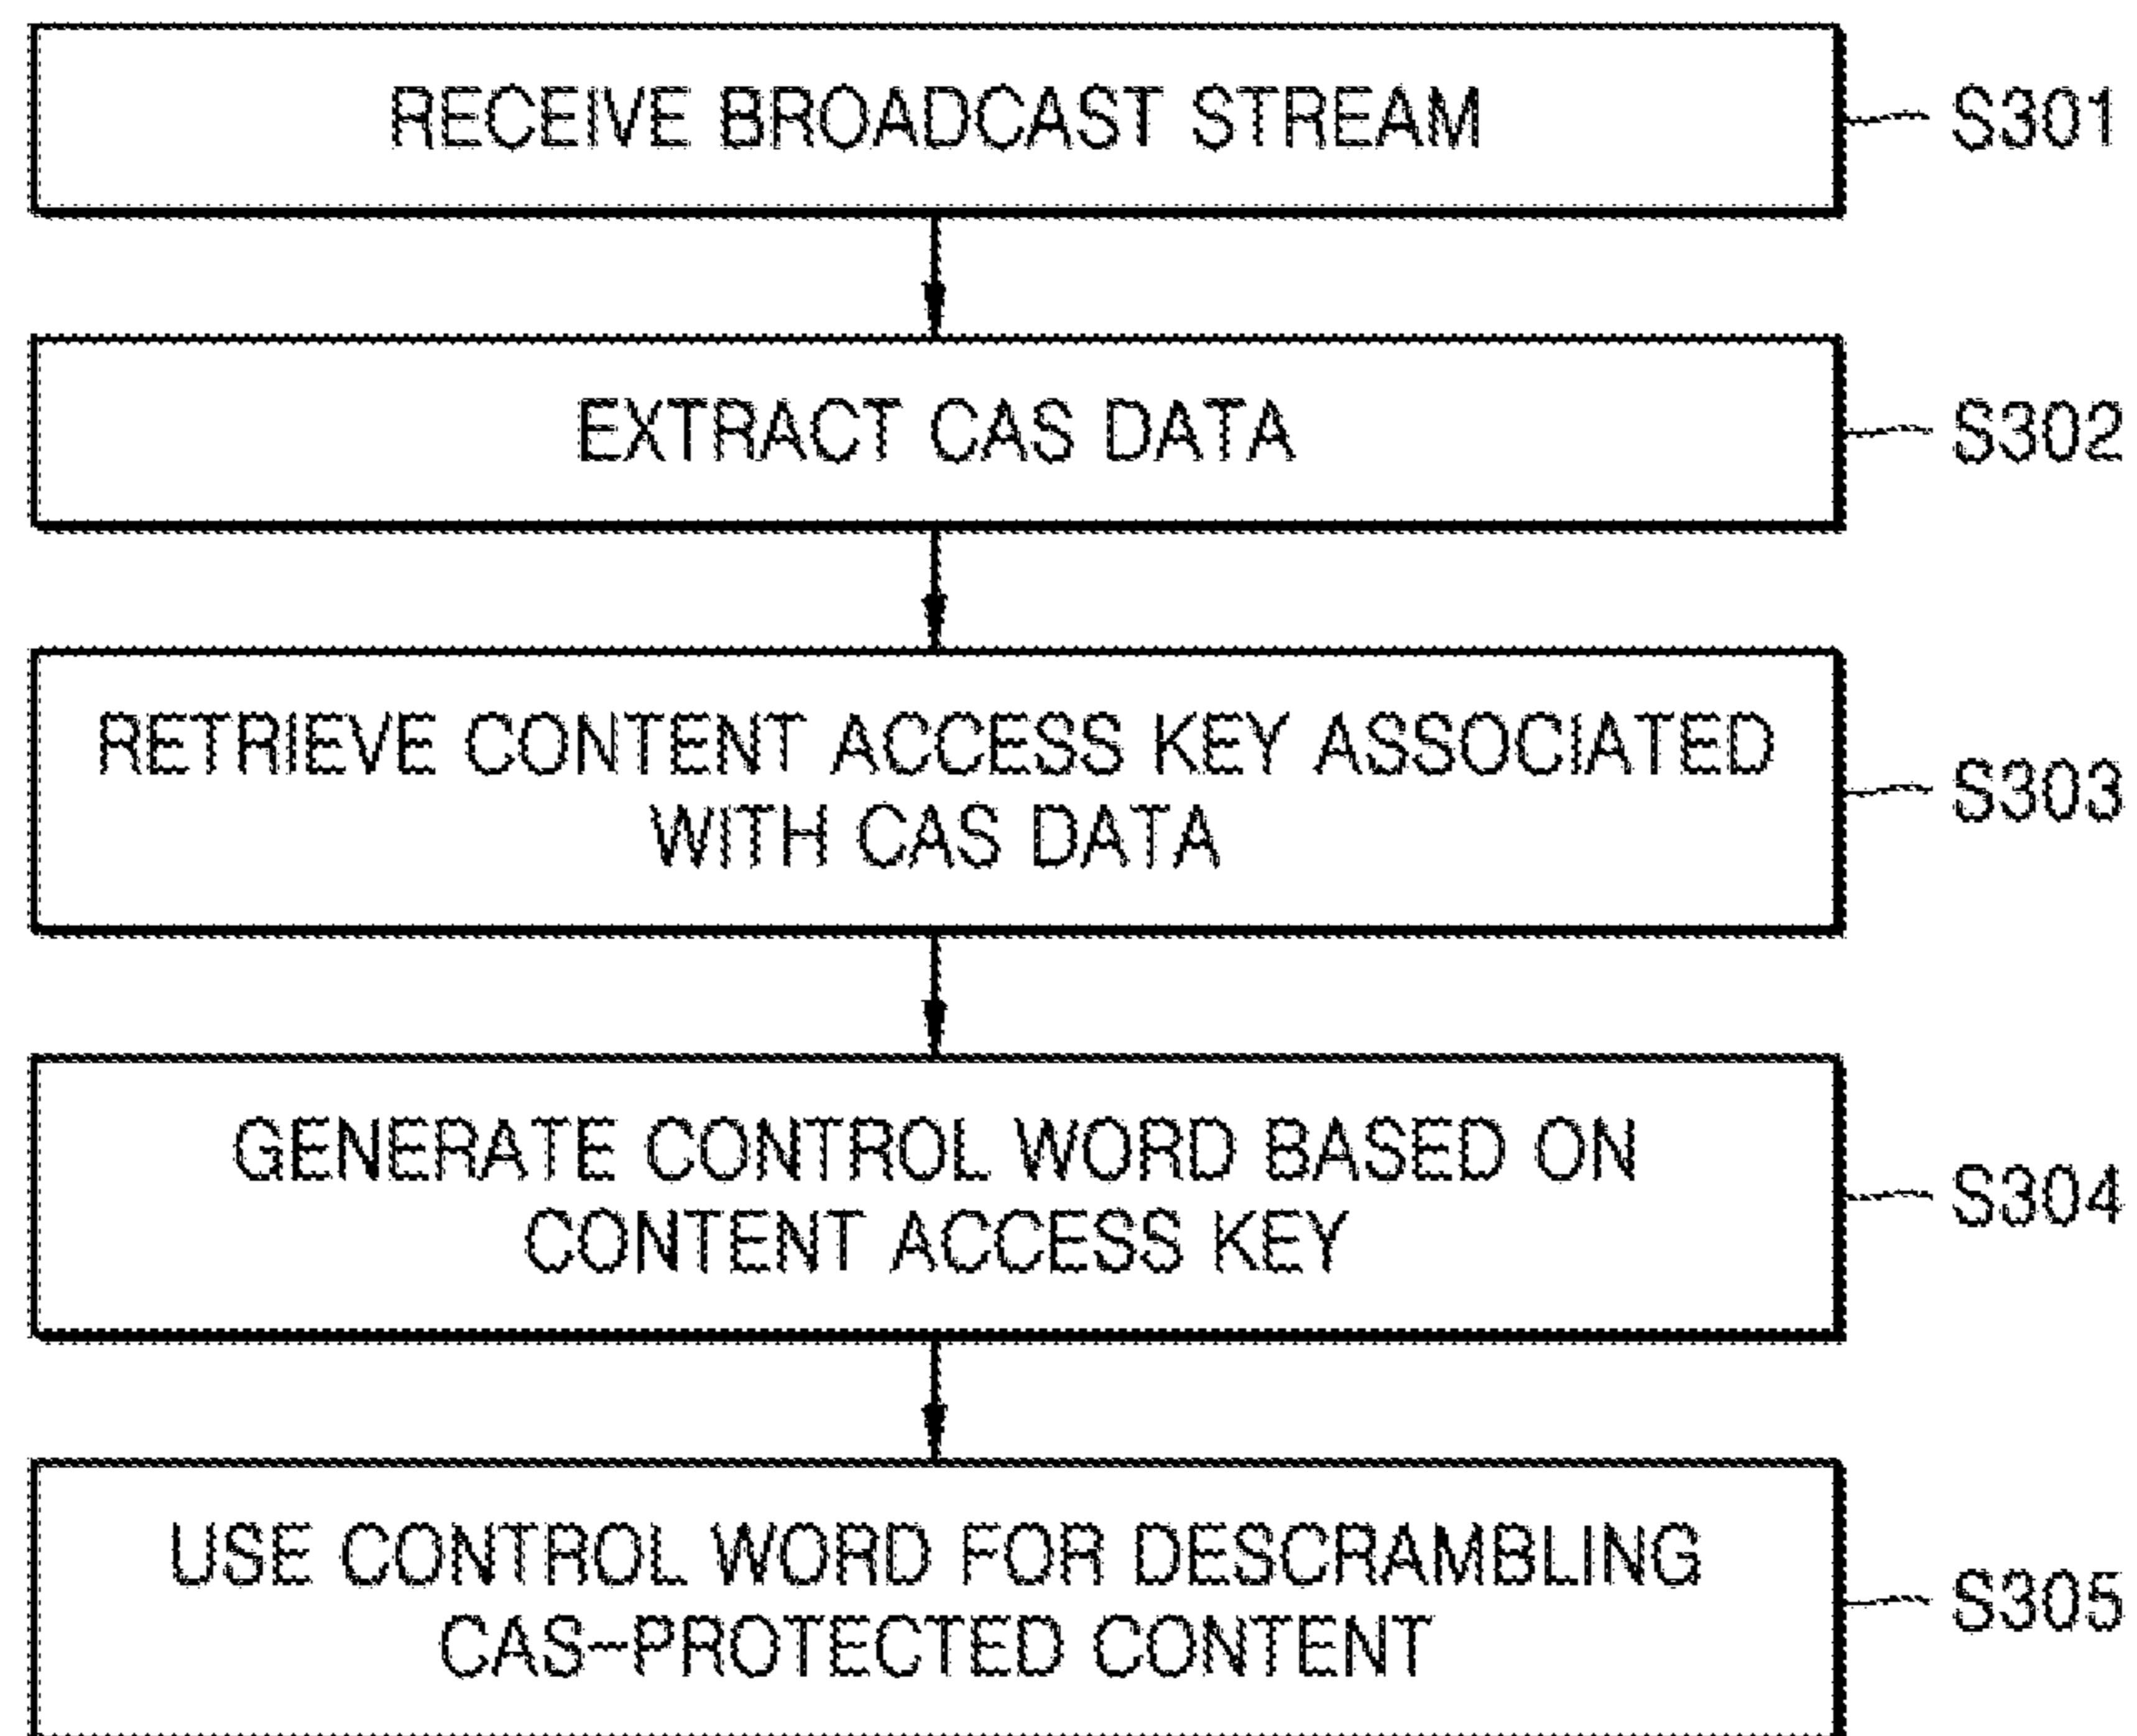 RECEIVE BROADCAST STREAM
S301
EXTRACT CAS DATA
S302
RETRIEVE CONTENT ACCESS KEY ASSOCIATED
WITH CAS DATA
S303
GENERATE CONTROL WORD BASED ON
CONTENT ACCESS KEY
S304
USE CONTROL WORD FOR DESCRAMBLING
CAS-PROTECTED CONTENT
S305